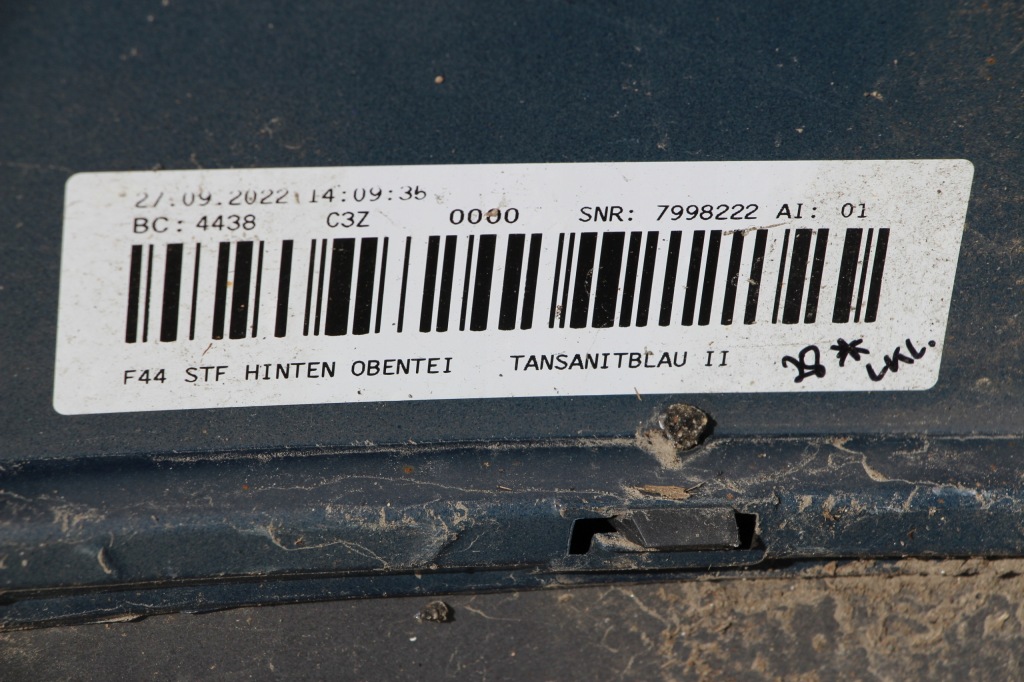 27.09.2022 14:09:36
BC: 4438 C3Z 0000 SNR: 7998222 AI: 01
F44 STF HINTEN OBENTEI TANSANITBLAU II
* LKL.